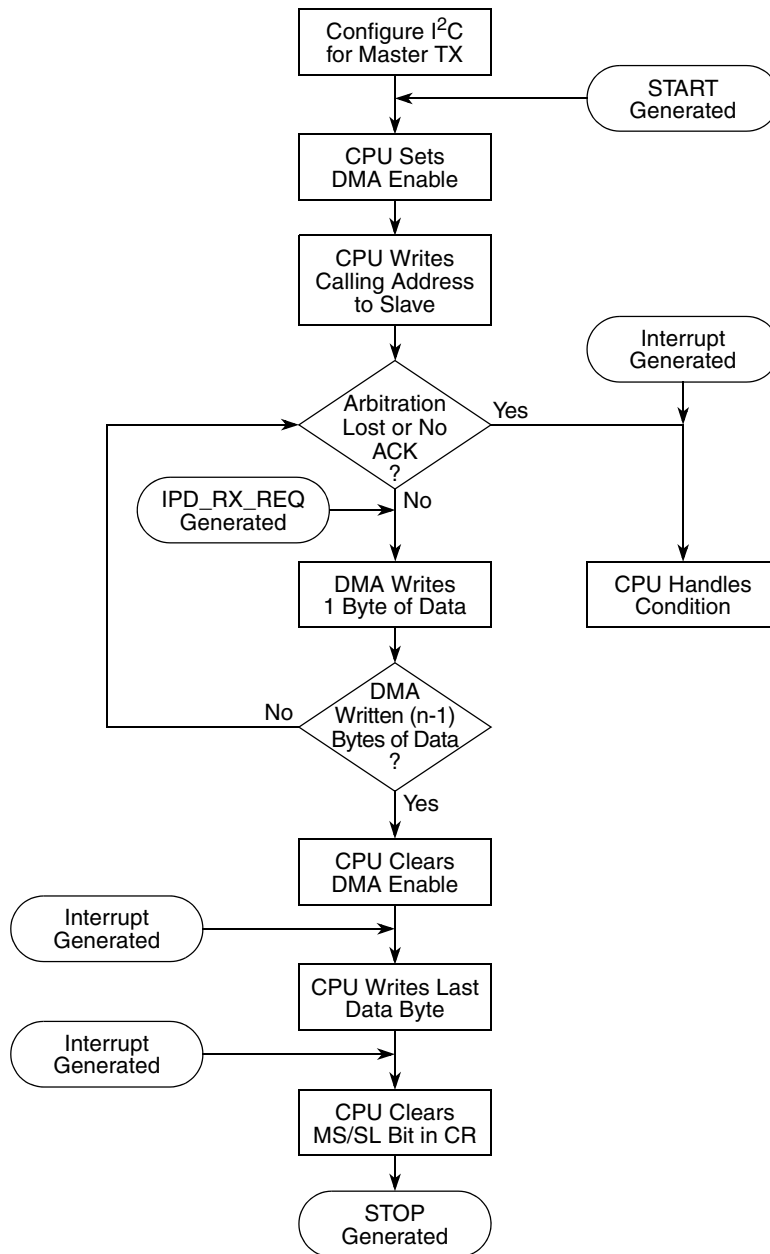 Configure I²C
for Master TX
START
Generated
CPU Sets
DMA Enable
CPU Writes
Calling Address
to Slave
Interrupt
Generated
Arbitration
Lost or No
ACK
?
Yes
No
IPD_RX_REQ
Generated
DMA Writes
1 Byte of Data
CPU Handles
Condition
DMA
Written (n-1)
Bytes of Data
?
No
Yes
CPU Clears
DMA Enable
Interrupt
Generated
CPU Writes Last
Data Byte
Interrupt
Generated
CPU Clears
MS/SL Bit in CR
STOP
Generated